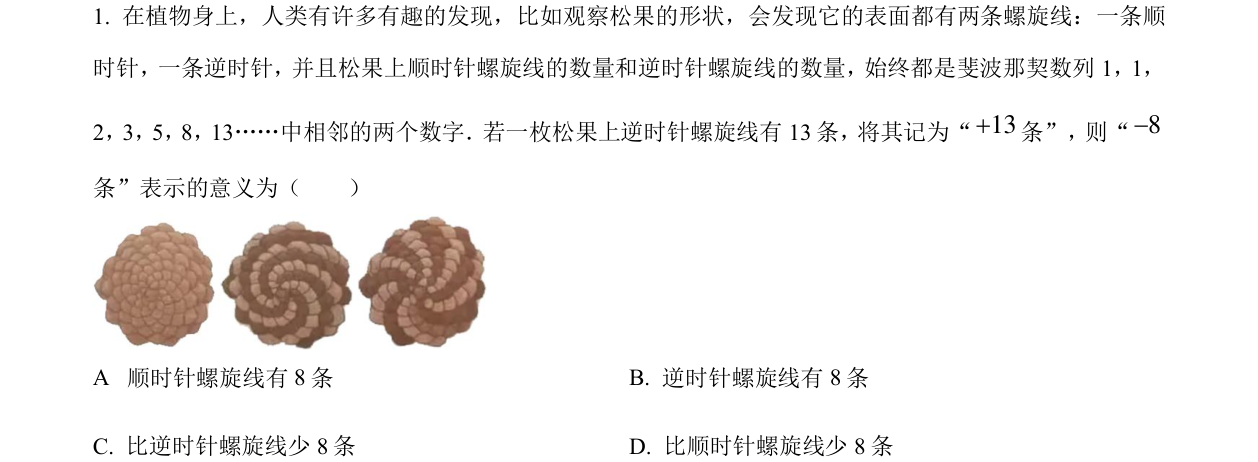 1. 在植物身上，人类有许多有趣的发现，比如观察松果的形状，会发现它的表面都有两条螺旋线：一条顺
时针，一条逆时针，并且松果上顺时针螺旋线的数量和逆时针螺旋线的数量，始终都是斐波那契数列 1，1，
2，3，5，8，13……中相邻的两个数字．若一枚松果上逆时针螺旋线有 13 条，将其记为“ +13 条”，则“ −8
条”表示的意义为（　　）
A 顺时针螺旋线有 8 条
B. 逆时针螺旋线有 8 条
C. 比逆时针螺旋线少 8 条
D. 比顺时针螺旋线少 8 条